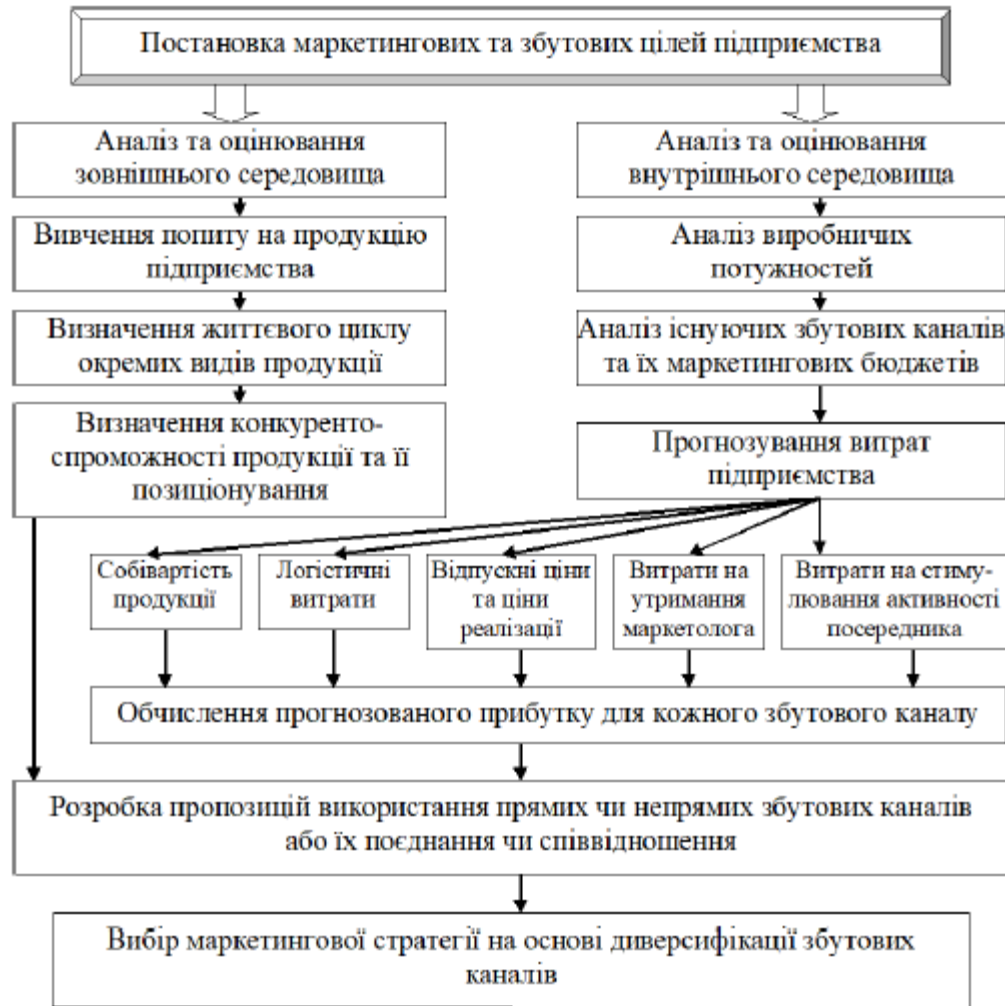 Постановка маркетингових та збутових цілей підприємства
Аналіз та оцінювання
зовнішнього середовища
Аналіз та оцінювання
внутрішнього середовища
Вивчення попиту на продукцію
підприємства
Аналіз виробничих
потужностей
Визначення життєвого циклу
окремих видів продукції
Аналіз існуючих збутових каналів
та їх маркетингових бюджетів
Визначення конкуренто-
спроможності продукції та її
позиціонування
Прогнозування витрат
підприємства
Собівартість
продукції
Логістичні
витрати
Відпускні ціни
та ціни
реалізації
Витрати на
утримання
маркетолога
Витрати на стиму-
лювання активності
посередника
Обчислення прогнозованого прибутку для кожного збутового каналу
Розробка пропозицій використання прямих чи непрямих збутових каналів
або їх поєднання чи співвідношення
Вибір маркетингової стратегії на основі диверсифікації збутових
каналів